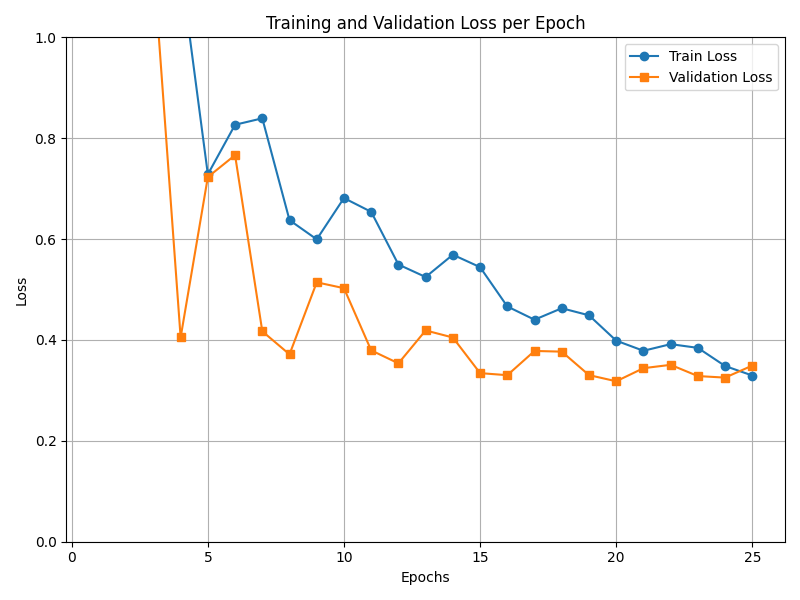 Training and Validation Loss per Epoch
Train Loss
Validation Loss
1.0
0.8
0.6
0.4
0.2
0.0
Loss
0 5 10 15 20 25
Epochs